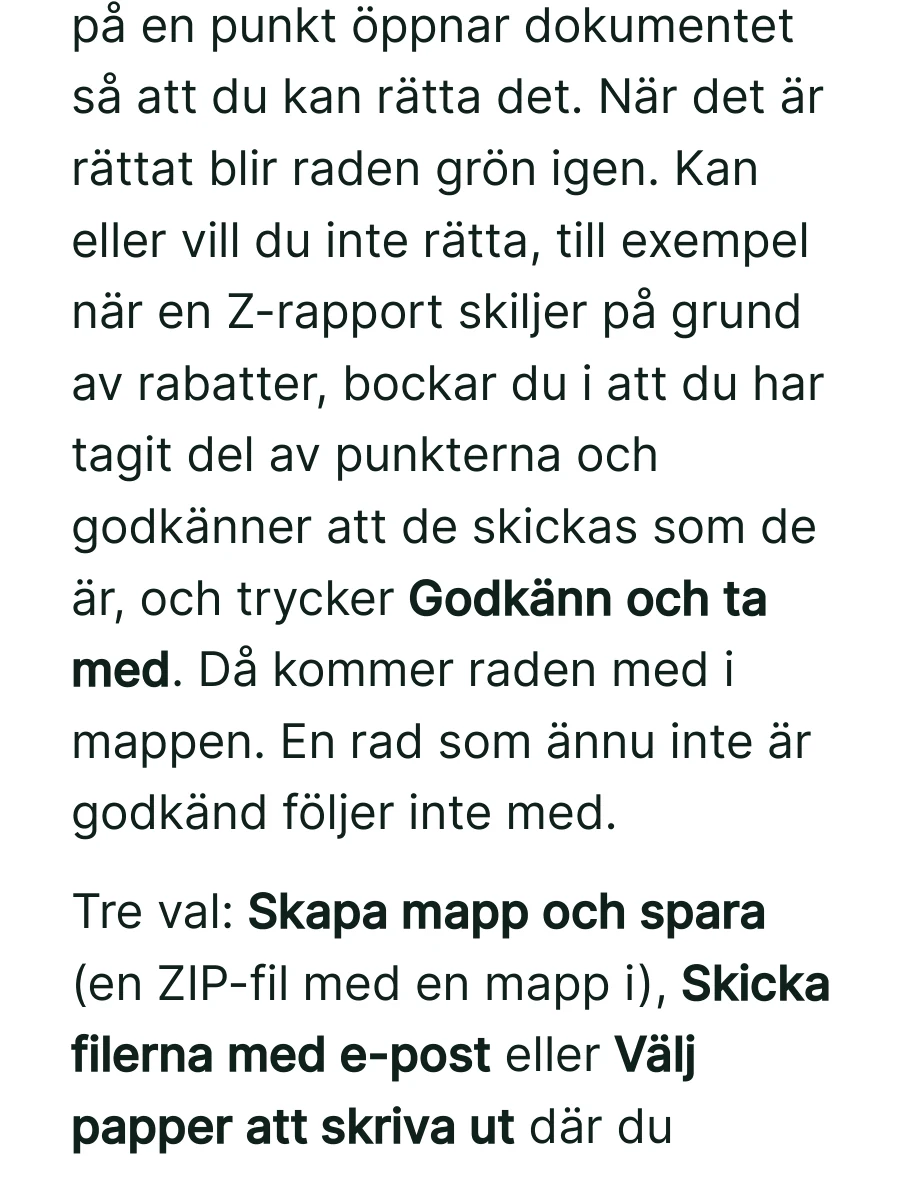 på en punkt öppnar dokumentet
så att du kan rätta det. När det är
rättat blir raden grön igen. Kan
eller vill du inte rätta, till exempel
när en Z-rapport skiljer på grund
av rabatter, bockar du i att du har
tagit del av punkterna och
godkänner att de skickas som de
är, och trycker Godkänn och ta
med. Då kommer raden med i
mappen. En rad som ännu inte är
godkänd följer inte med.
Tre val: Skapa mapp och spara
(en ZIP-fil med en mapp i), Skicka
filerna med e-post eller Välj
papper att skriva ut där du